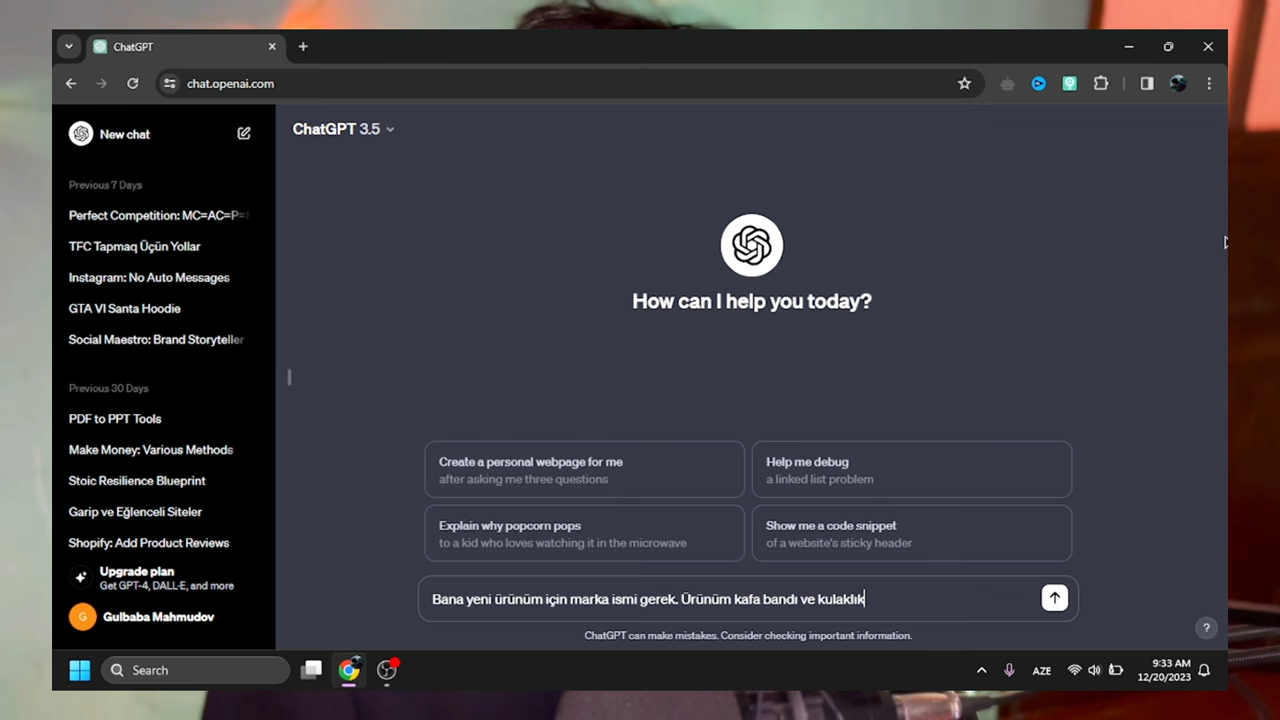 ChatGPT
chat.openai.com
New chat
ChatGPT 3.5
Previous 7 Days
Perfect Competition: MC=AC=P=
TFC Tapmaq Üçün Yollar
Instagram: No Auto Messages
GTA VI Santa Hoodie
Social Maestro: Brand Storyteller
Previous 30 Days
PDF to PPT Tools
Make Money: Various Methods
Stoic Resilience Blueprint
Garip ve Eğlenceli Siteler
Shopify: Add Product Reviews
Upgrade plan
Get GPT-4, DALL·E, and more
G
Gulbaba Mahmudov
How can I help you today?
Create a personal webpage for me
after asking me three questions
Help me debug
a linked list problem
Explain why popcorn pops
to a kid who loves watching it in the microwave
Show me a code snippet
of a website's sticky header
Bana yeni ürünüm için marka ismi gerek. Ürünüm kafa bandı ve kulaklık
ChatGPT can make mistakes. Consider checking important information.
?
Search
AZE
9:33 AM
12/20/2023